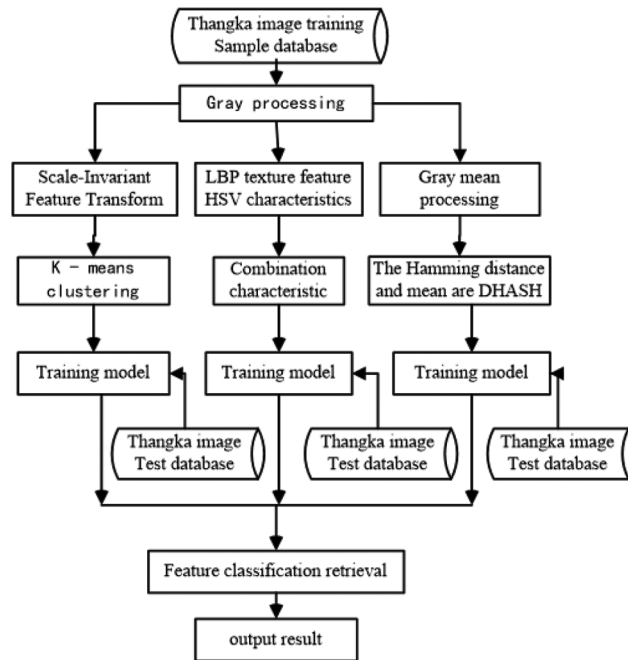 Thangka image training
Sample database
Gray processing
Scale-Invariant
Feature Transform
LBP texture feature
HSV characteristics
Gray mean
processing
K - means
clustering
Combination
characteristic
The Hamming distance
and mean are DHASH
Training model
Training model
Training model
Thangka image
Test database
Thangka image
Test database
Thangka image
Test database
Feature classification retrieval
output result